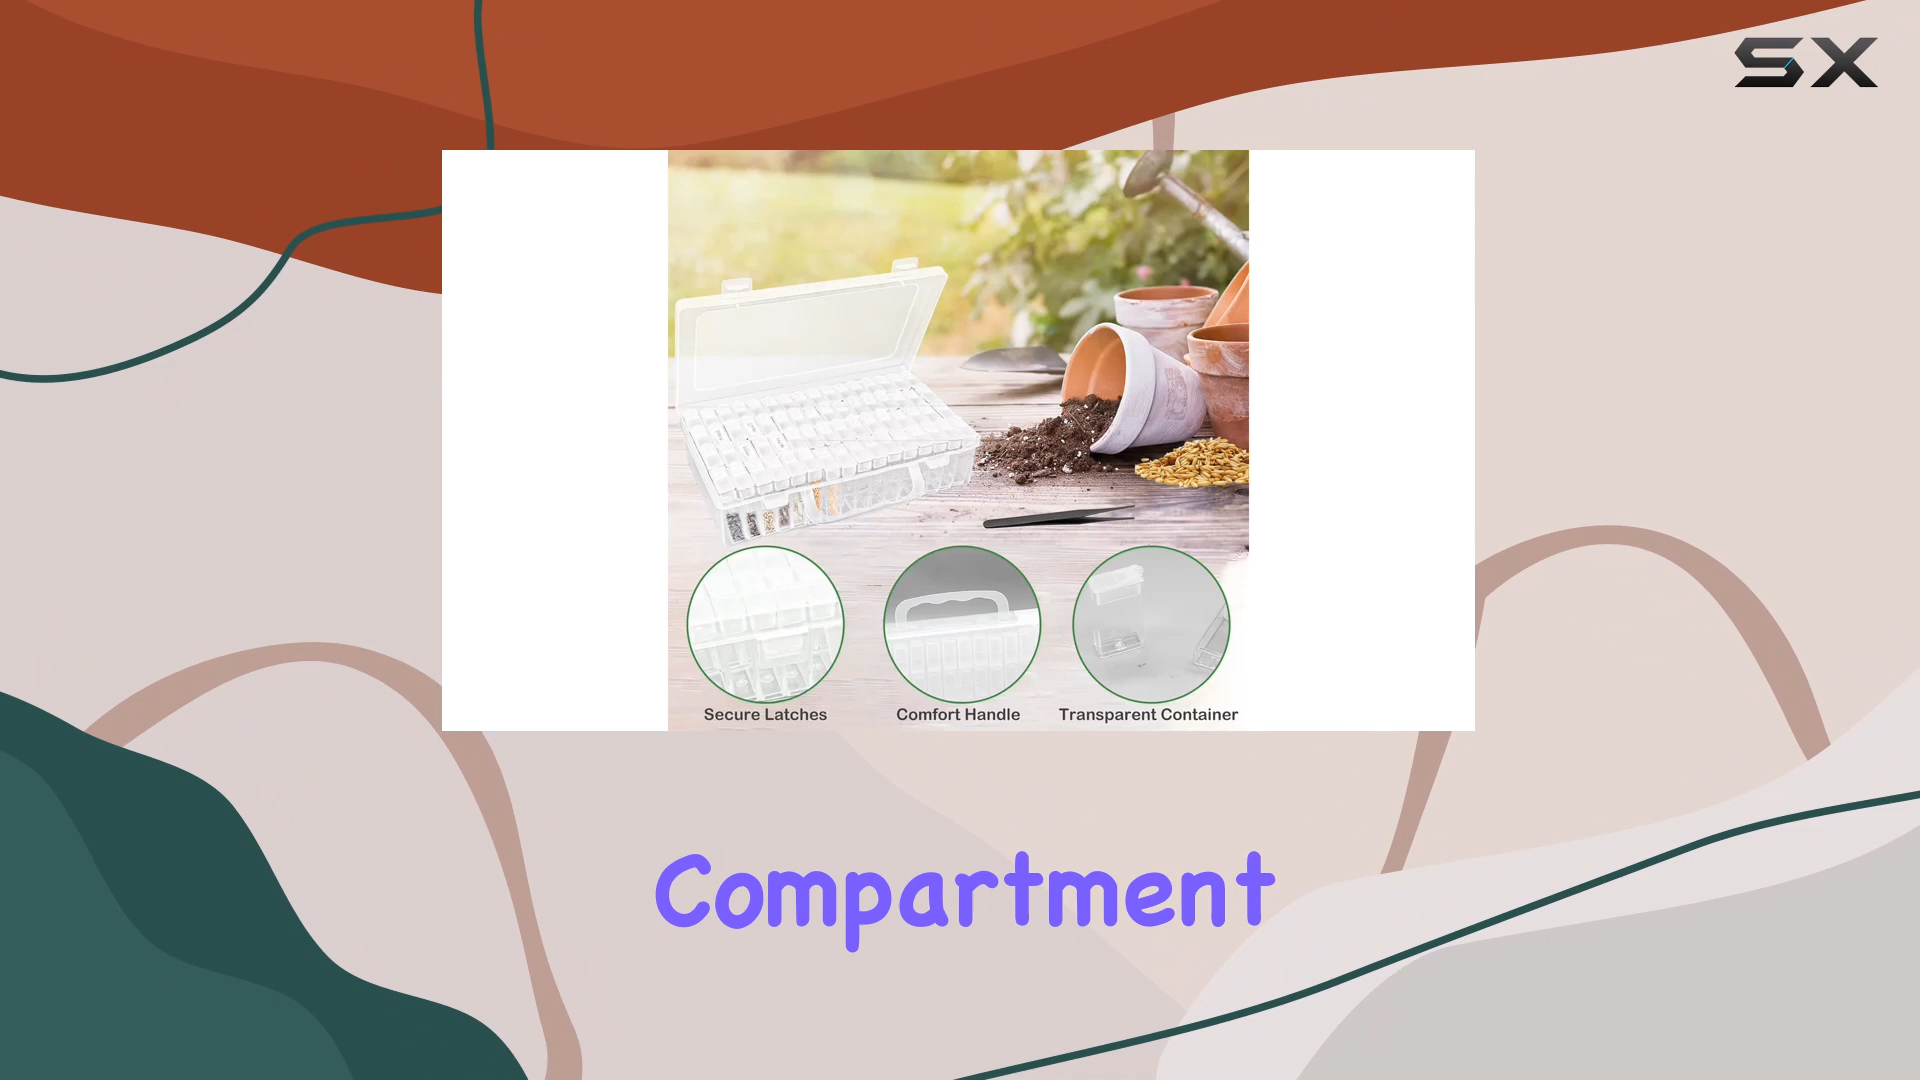 SX
Secure Latches
Comfort Handle
Transparent Container
Compartment